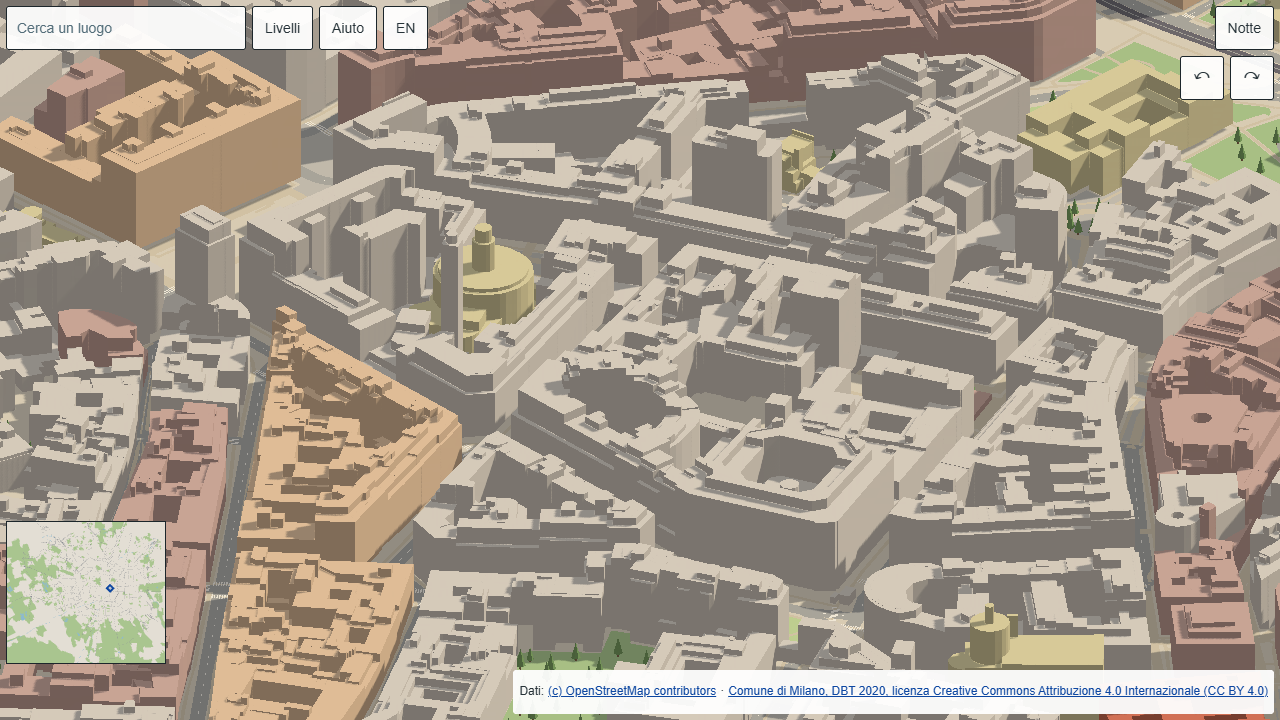 Cerca un luogo
Livelli
Aiuto
EN
Notte
Dati: (c) OpenStreetMap contributors · Comune di Milano, DBT 2020, licenza Creative Commons Attribuzione 4.0 Internazionale (CC BY 4.0)